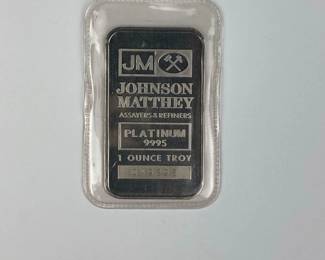 JM
JOHNSON
MATTHEY
ASSAYERS & REFINERS
PLATINUM
9995
1 OUNCE TROY